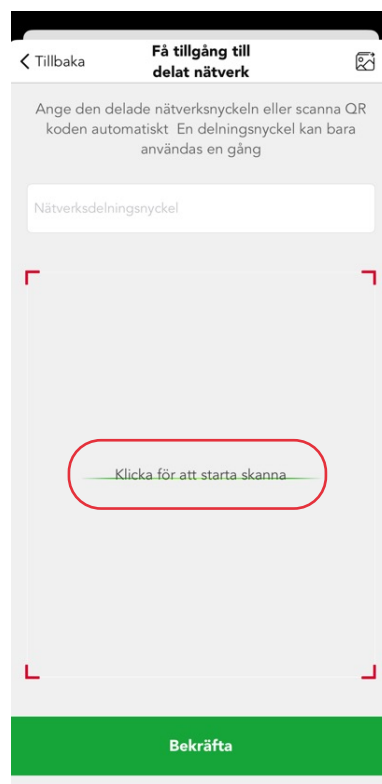 Tillbaka
Få tillgång till
delat nätverk
Ange den delade nätverksnyckeln eller scanna QR
koden automatiskt En delningsnyckel kan bara
användas en gång
Nätverksdelningsnyckel
Klicka för att starta skanna
Bekräfta